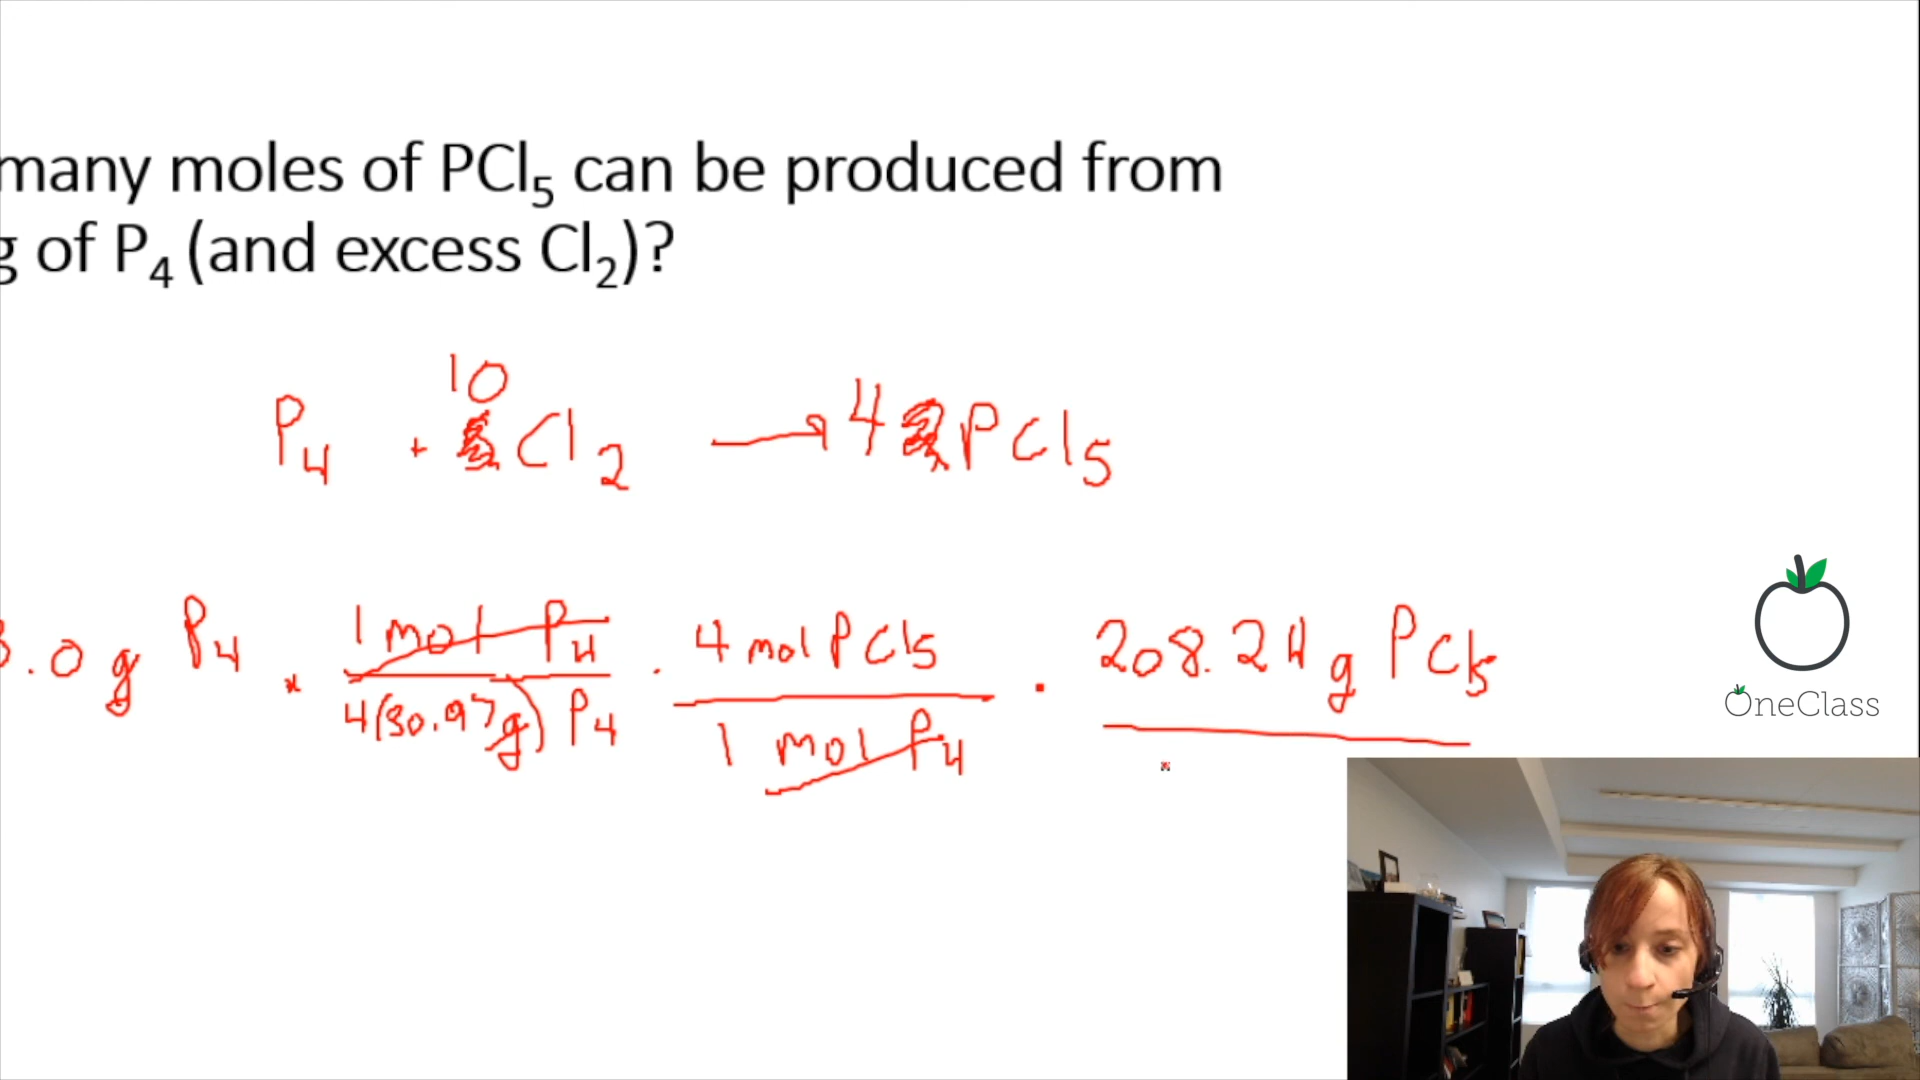 many moles of PCl5 can be produced from
g of P4 (and excess Cl2)?
P4 + 10 Cl2 → 4 PCl5
.0 g P4 × 1 mol P4 / 4(30.97g) P4 · 4 mol PCl5 / 1 mol P4 · 208.24 g PCl5
OneClass